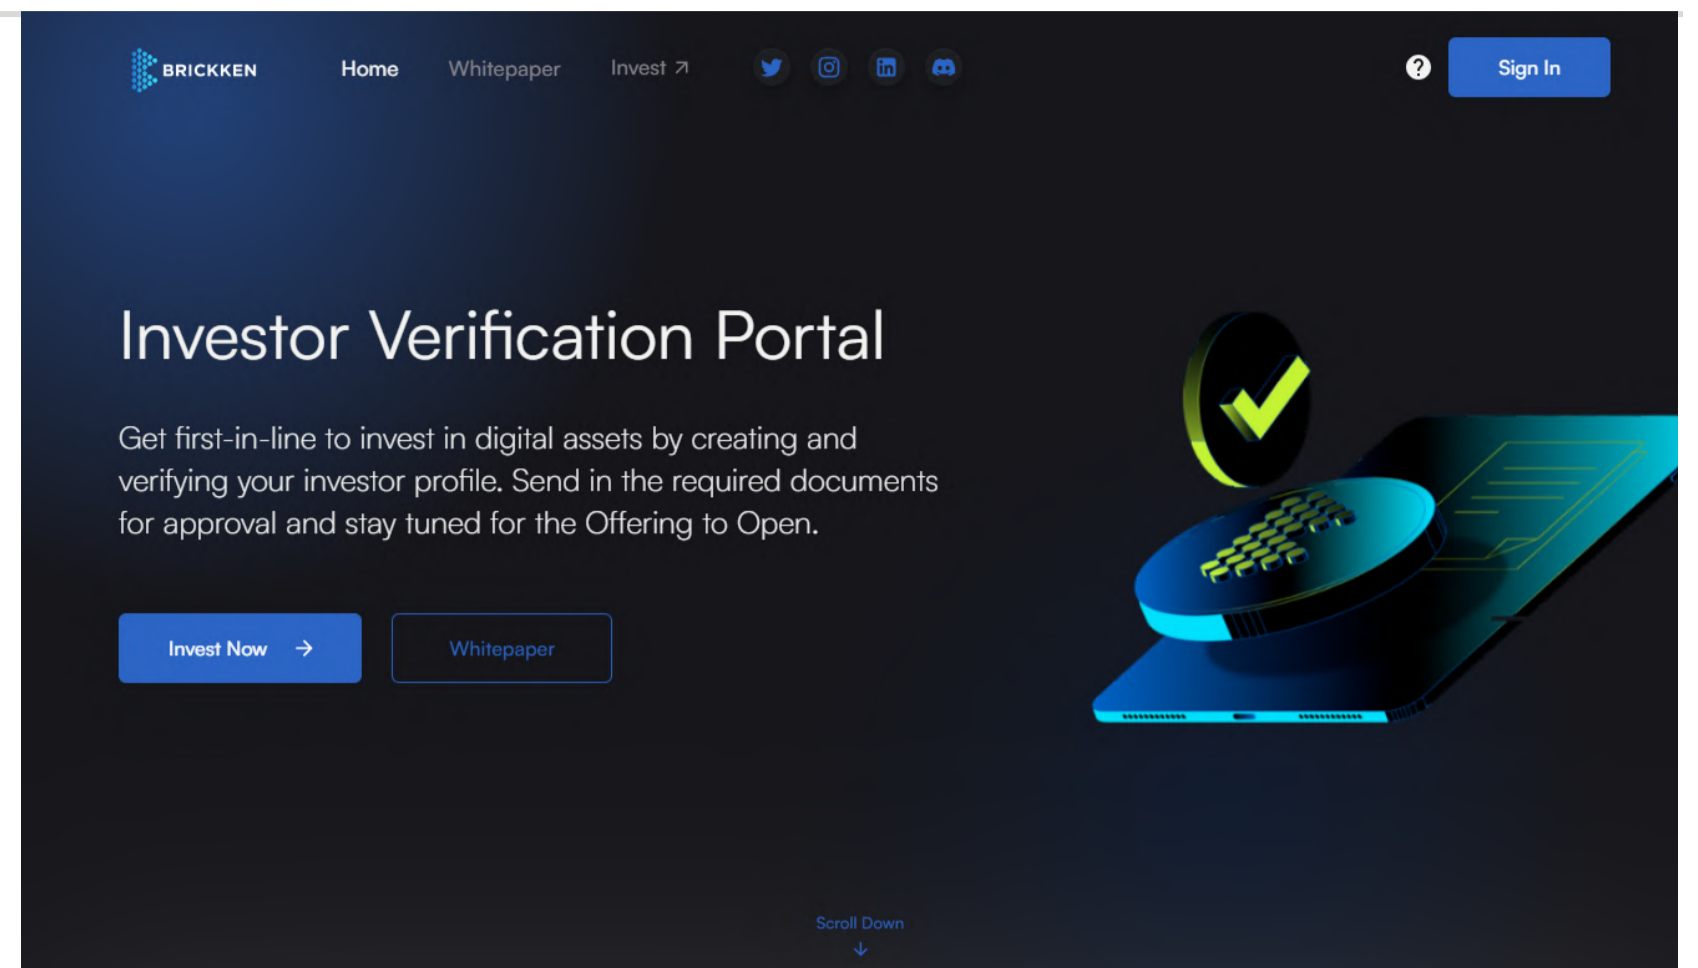 BRICKKEN
Home
Whitepaper
Invest
Sign In
Investor Verification Portal
Get first-in-line to invest in digital assets by creating and
verifying your investor profile. Send in the required documents
for approval and stay tuned for the Offering to Open.
Invest Now
Whitepaper
Scroll Down